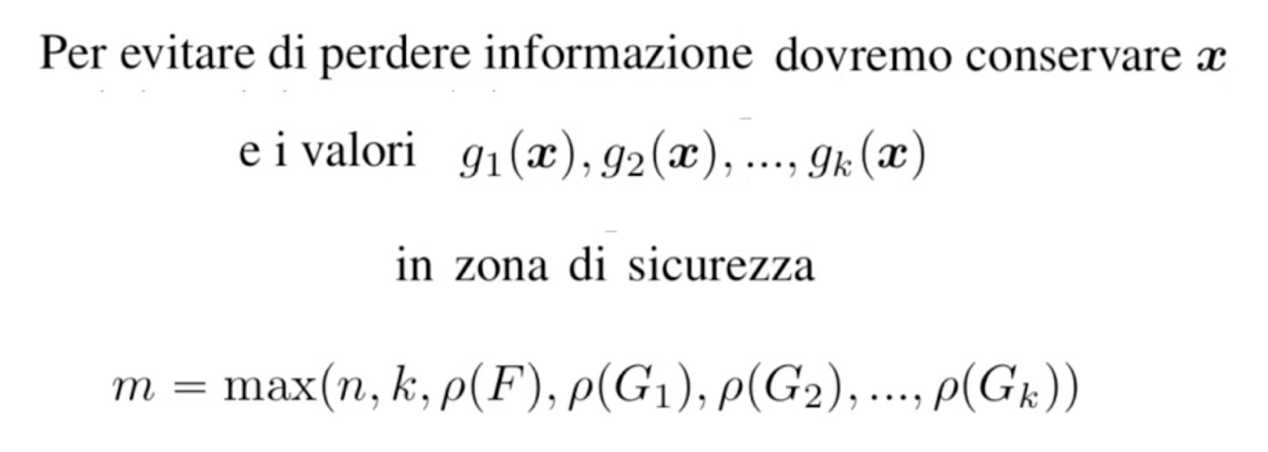 Per evitare di perdere informazione dovremo conservare x
e i valori g₁(x), g₂(x), ..., gₖ(x)
in zona di sicurezza
m = max(n, k, ρ(F), ρ(G₁), ρ(G₂), ..., ρ(Gₖ))